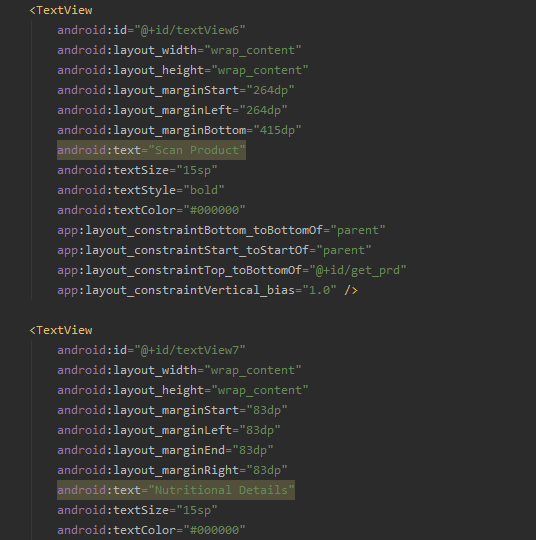 <TextView
android:id="@+id/textView6"
android:layout_width="wrap_content"
android:layout_height="wrap_content"
android:layout_marginStart="264dp"
android:layout_marginLeft="264dp"
android:layout_marginBottom="415dp"
android:text="Scan Product"
android:textSize="15sp"
android:textStyle="bold"
android:textColor="#000000"
app:layout_constraintBottom_toBottomOf="parent"
app:layout_constraintStart_toStartOf="parent"
app:layout_constraintTop_toBottomOf="@+id/get_prd"
app:layout_constraintVertical_bias="1.0" />
<TextView
android:id="@+id/textView7"
android:layout_width="wrap_content"
android:layout_height="wrap_content"
android:layout_marginStart="83dp"
android:layout_marginLeft="83dp"
android:layout_marginEnd="83dp"
android:layout_marginRight="83dp"
android:text="Nutritional Details"
android:textSize="15sp"
android:textColor="#000000"